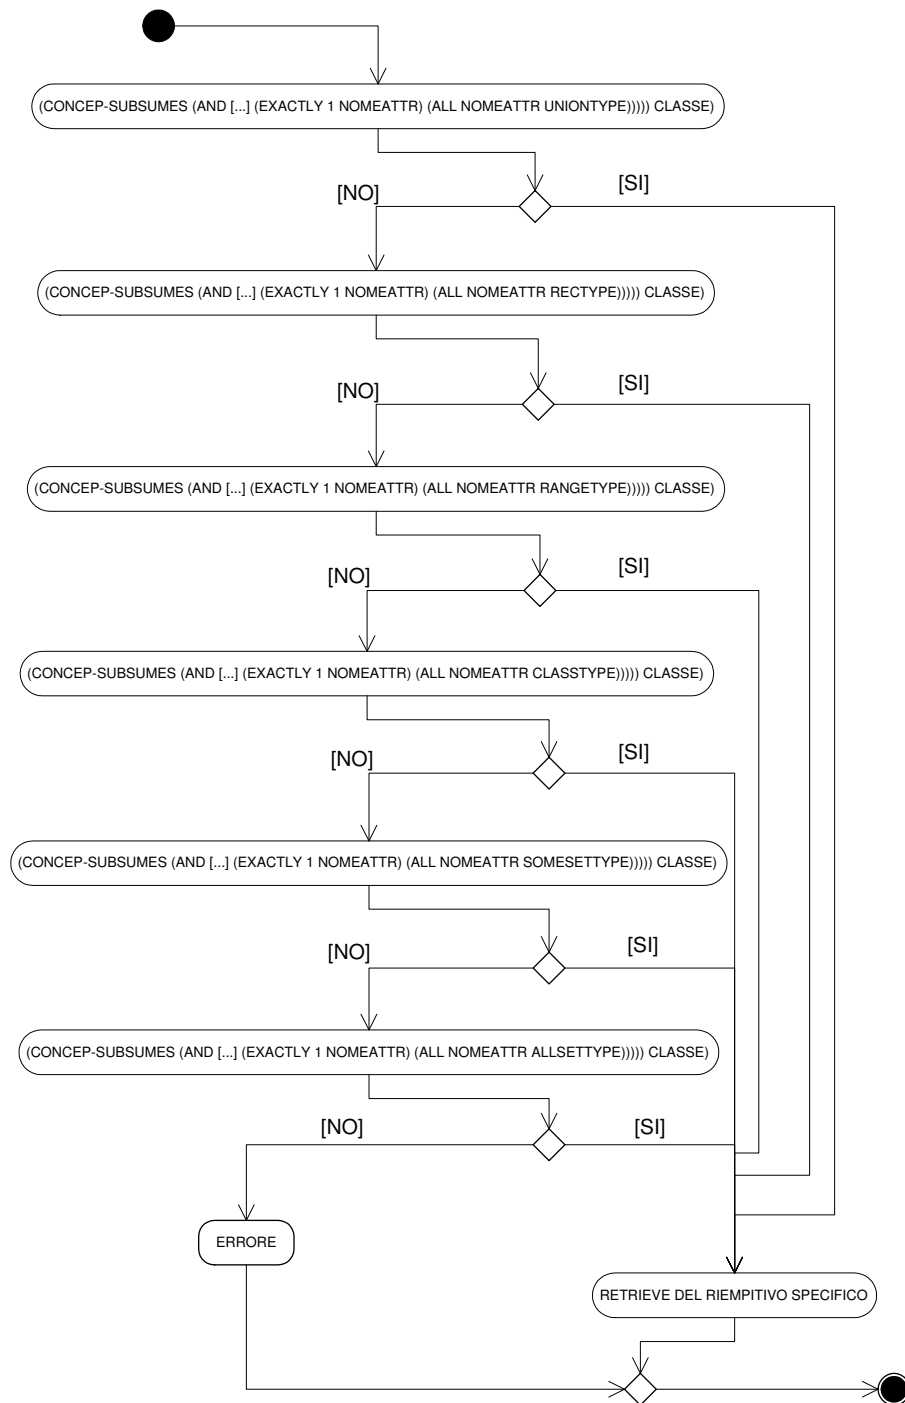 (CONCEP-SUBSUMES (AND [...] (EXACTLY 1 NOMEATTR) (ALL NOMEATTR UNIONTYPE))))) CLASSE)
[NO] [SI]
(CONCEP-SUBSUMES (AND [...] (EXACTLY 1 NOMEATTR) (ALL NOMEATTR RECTYPE))))) CLASSE)
[NO] [SI]
(CONCEP-SUBSUMES (AND [...] (EXACTLY 1 NOMEATTR) (ALL NOMEATTR RANGETYPE))))) CLASSE)
[NO] [SI]
(CONCEP-SUBSUMES (AND [...] (EXACTLY 1 NOMEATTR) (ALL NOMEATTR CLASSTYPE))))) CLASSE)
[NO] [SI]
(CONCEP-SUBSUMES (AND [...] (EXACTLY 1 NOMEATTR) (ALL NOMEATTR SOMESETTYPE))))) CLASSE)
[NO] [SI]
(CONCEP-SUBSUMES (AND [...] (EXACTLY 1 NOMEATTR) (ALL NOMEATTR ALLSETTYPE))))) CLASSE)
[NO] [SI]
ERRORE
RETRIEVE DEL RIEMPITIVO SPECIFICO